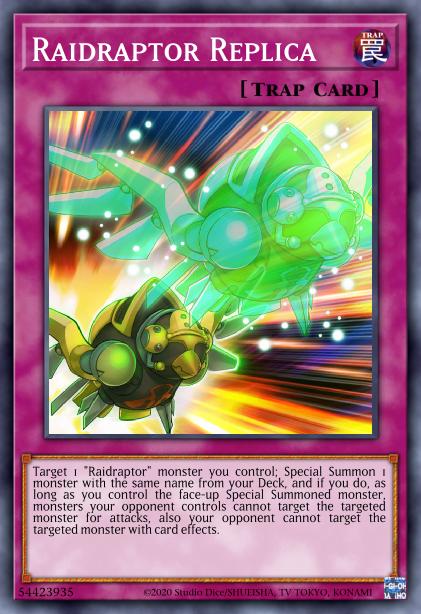 Raidraptor Replica
TRAP
罠
[Trap Card]
Target 1 "Raidraptor" monster you control; Special Summon 1
monster with the same name from your Deck, and if you do, as
long as you control the face-up Special Summoned monster,
monsters your opponent controls cannot target the targeted
monster for attacks, also your opponent cannot target the
targeted monster with card effects.
54423935
©2020 Studio Dice/SHUEISHA, TV TOKYO, KONAMI